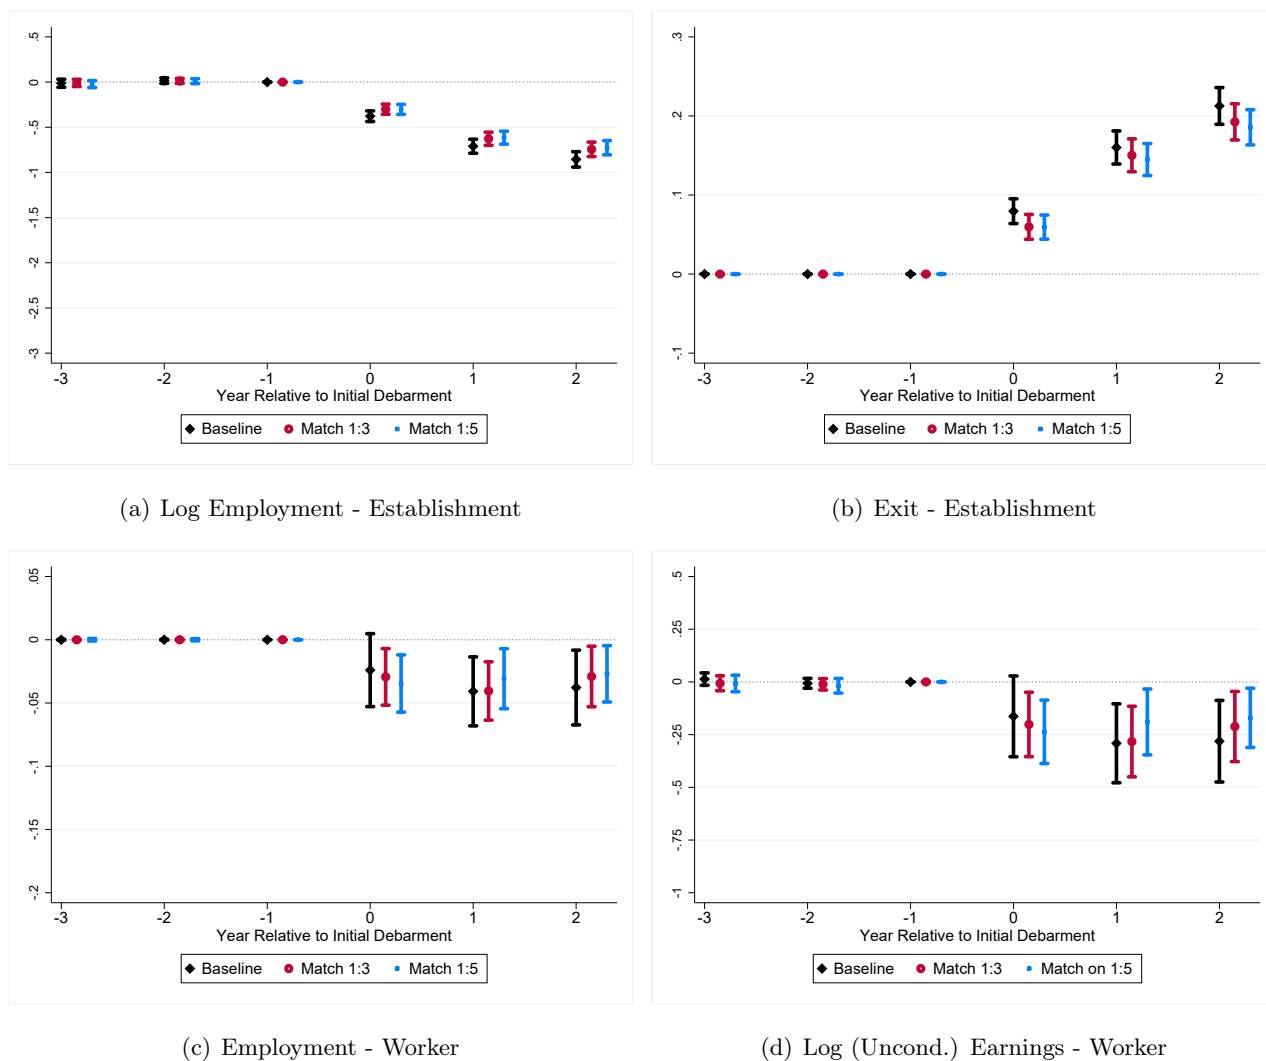 .5
0
-.5
-1
-1.5
-2
-2.5
-3
-3 -2 -1 0 1 2
Year Relative to Initial Debarment
Baseline Match 1:3 Match 1:5
(a) Log Employment - Establishment
.3
.2
.1
0
-.1
-3 -2 -1 0 1 2
Year Relative to Initial Debarment
Baseline Match 1:3 Match 1:5
(b) Exit - Establishment
.05
0
-.05
-.1
-.15
-.2
-3 -2 -1 0 1 2
Year Relative to Initial Debarment
Baseline Match 1:3 Match 1:5
(c) Employment - Worker
.5
.25
0
-.25
-.5
-.75
-1
-3 -2 -1 0 1 2
Year Relative to Initial Debarment
Baseline Match 1:3 Match on 1:5
(d) Log (Uncond.) Earnings - Worker